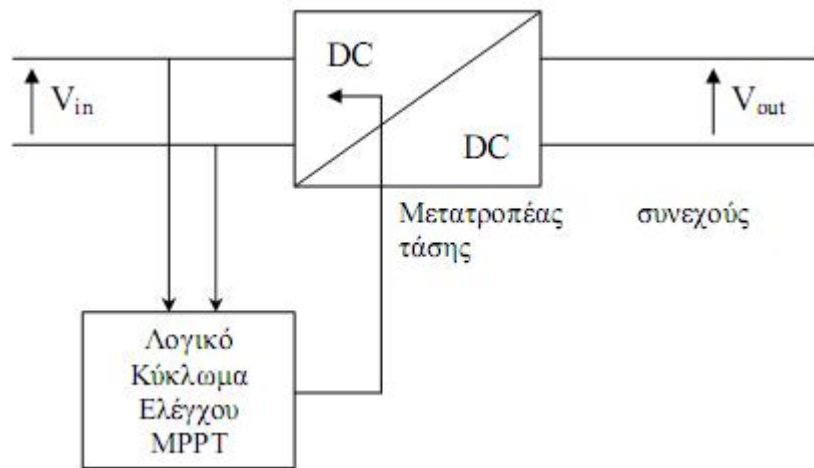 DC
V_in
V_out
DC
Μετατροπέας συνεχούς
τάσης
Λογικό
Κύκλωμα
Ελέγχου
MPPT